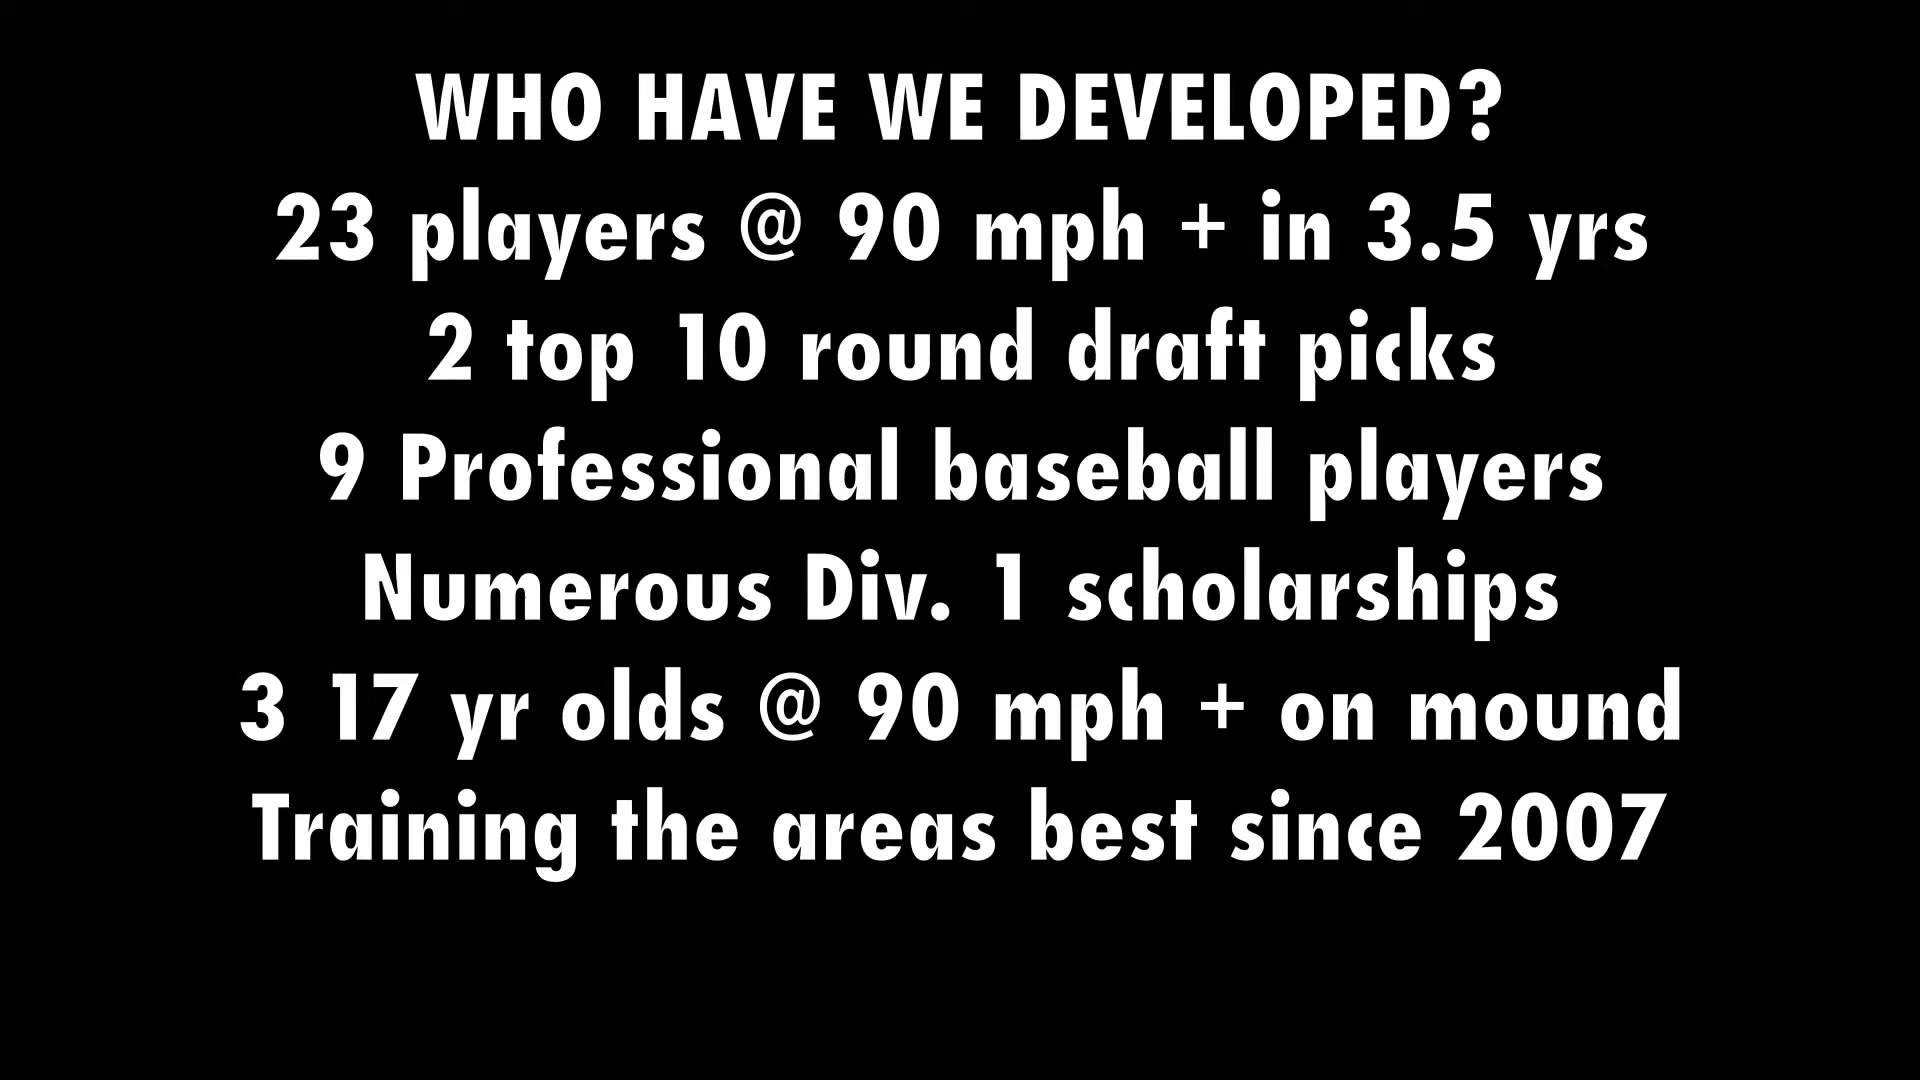 WHO HAVE WE DEVELOPED?
23 players @ 90 mph + in 3.5 yrs
2 top 10 round draft picks
9 Professional baseball players
Numerous Div. 1 scholarships
3 17 yr olds @ 90 mph + on mound
Training the areas best since 2007